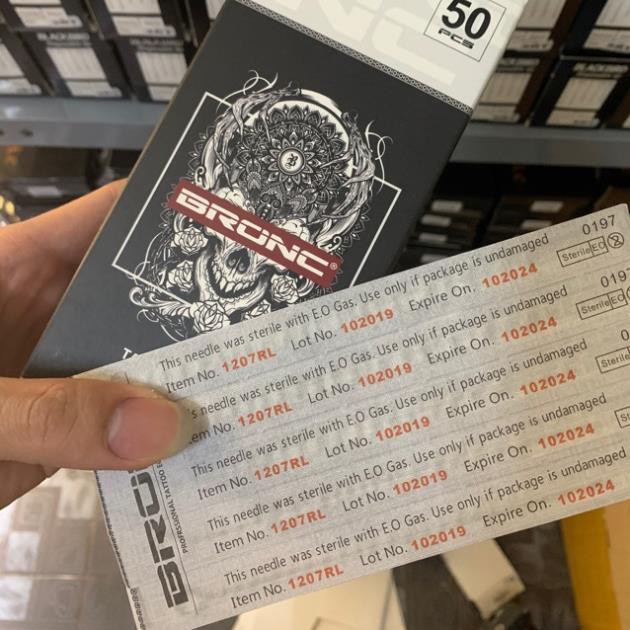 50
PCS
BRONC®
This needle was sterile with E.O Gas. Use only if package is undamaged 0197
Item No. 1207RL Lot No. 102019 Expire On. 102024 Sterile EO
This needle was sterile with E.O Gas. Use only if package is undamaged 0197
Item No. 1207RL Lot No. 102019 Expire On. 102024 Sterile EO
This needle was sterile with E.O Gas. Use only if package is undamaged
Item No. 1207RL Lot No. 102019 Expire On. 102024 Sterile
This needle was sterile with E.O Gas. Use only if package is undamaged
Item No. 1207RL Lot No. 102019 Expire On. 102024
This needle was sterile with E.O Gas. Use only if package is undamaged
Item No. 1207RL Lot No. 102019 Expire On. 102024
PROFESSIONAL TATTOO